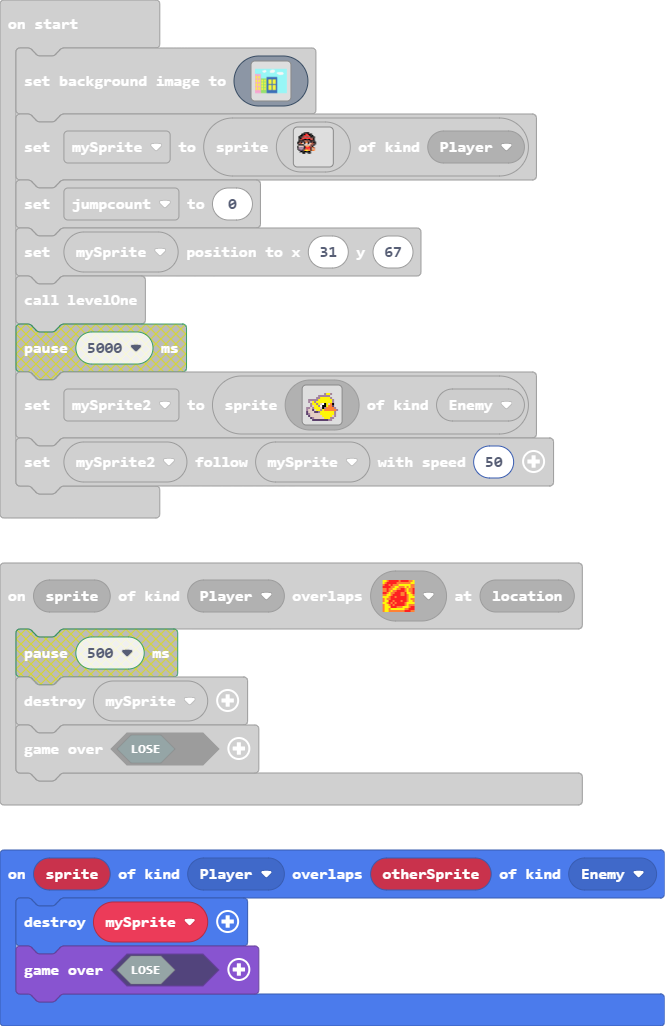 on start
set background image to
set mySprite to sprite of kind Player
set jumpcount to 0
set mySprite position to x 31 y 67
call levelOne
pause 5000 ms
set mySprite2 to sprite of kind Enemy
set mySprite2 follow mySprite with speed 50
on sprite of kind Player overlaps at location
pause 500 ms
destroy mySprite
game over LOSE
on sprite of kind Player overlaps otherSprite of kind Enemy
destroy mySprite
game over LOSE